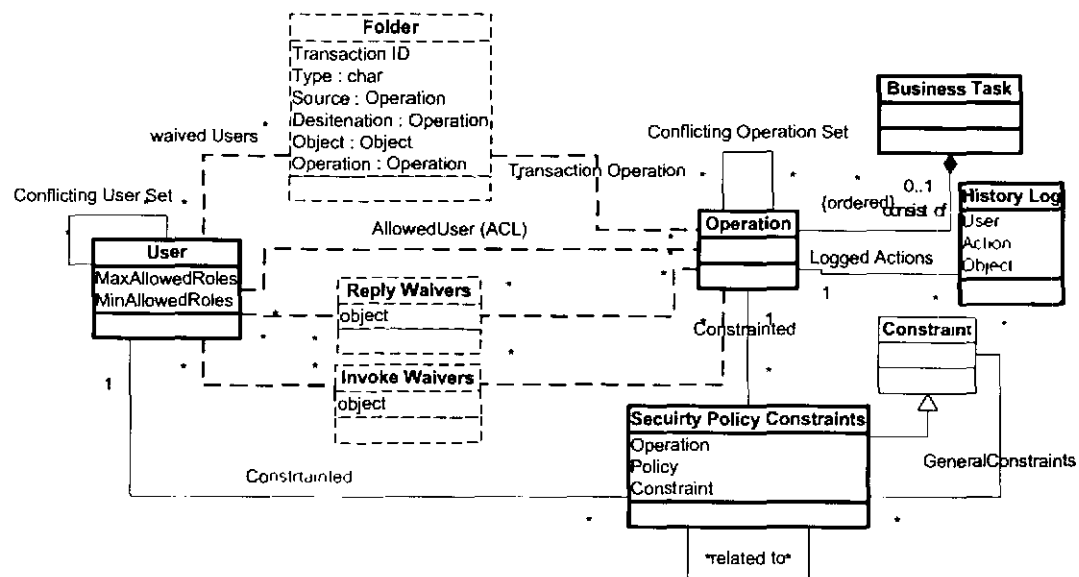 Folder
Transaction ID
Type : char
Source : Operation
Desitenation : Operation
Object : Object
Operation : Operation
Business Task
waived Users
*
Conflicting Operation Set
*
*
*
Transaction Operation
*
Conflicting User Set
*
*
{ordered}
0..1
consist of
History Log
User
Action
Object
Operation
AllowedUser (ACL)
*
*
User
MaxAllowedRoles
MinAllowedRoles
Logged Actions
1
*
Reply Waivers
object
*
*
*
*
Constrainted
1
*
*
Constraint
1
*
*
Invoke Waivers
object
*
*
*
Secuirty Policy Constraints
Operation
Policy
Constraint
GeneralConstraints
Constrtainted
*
*
*related to*